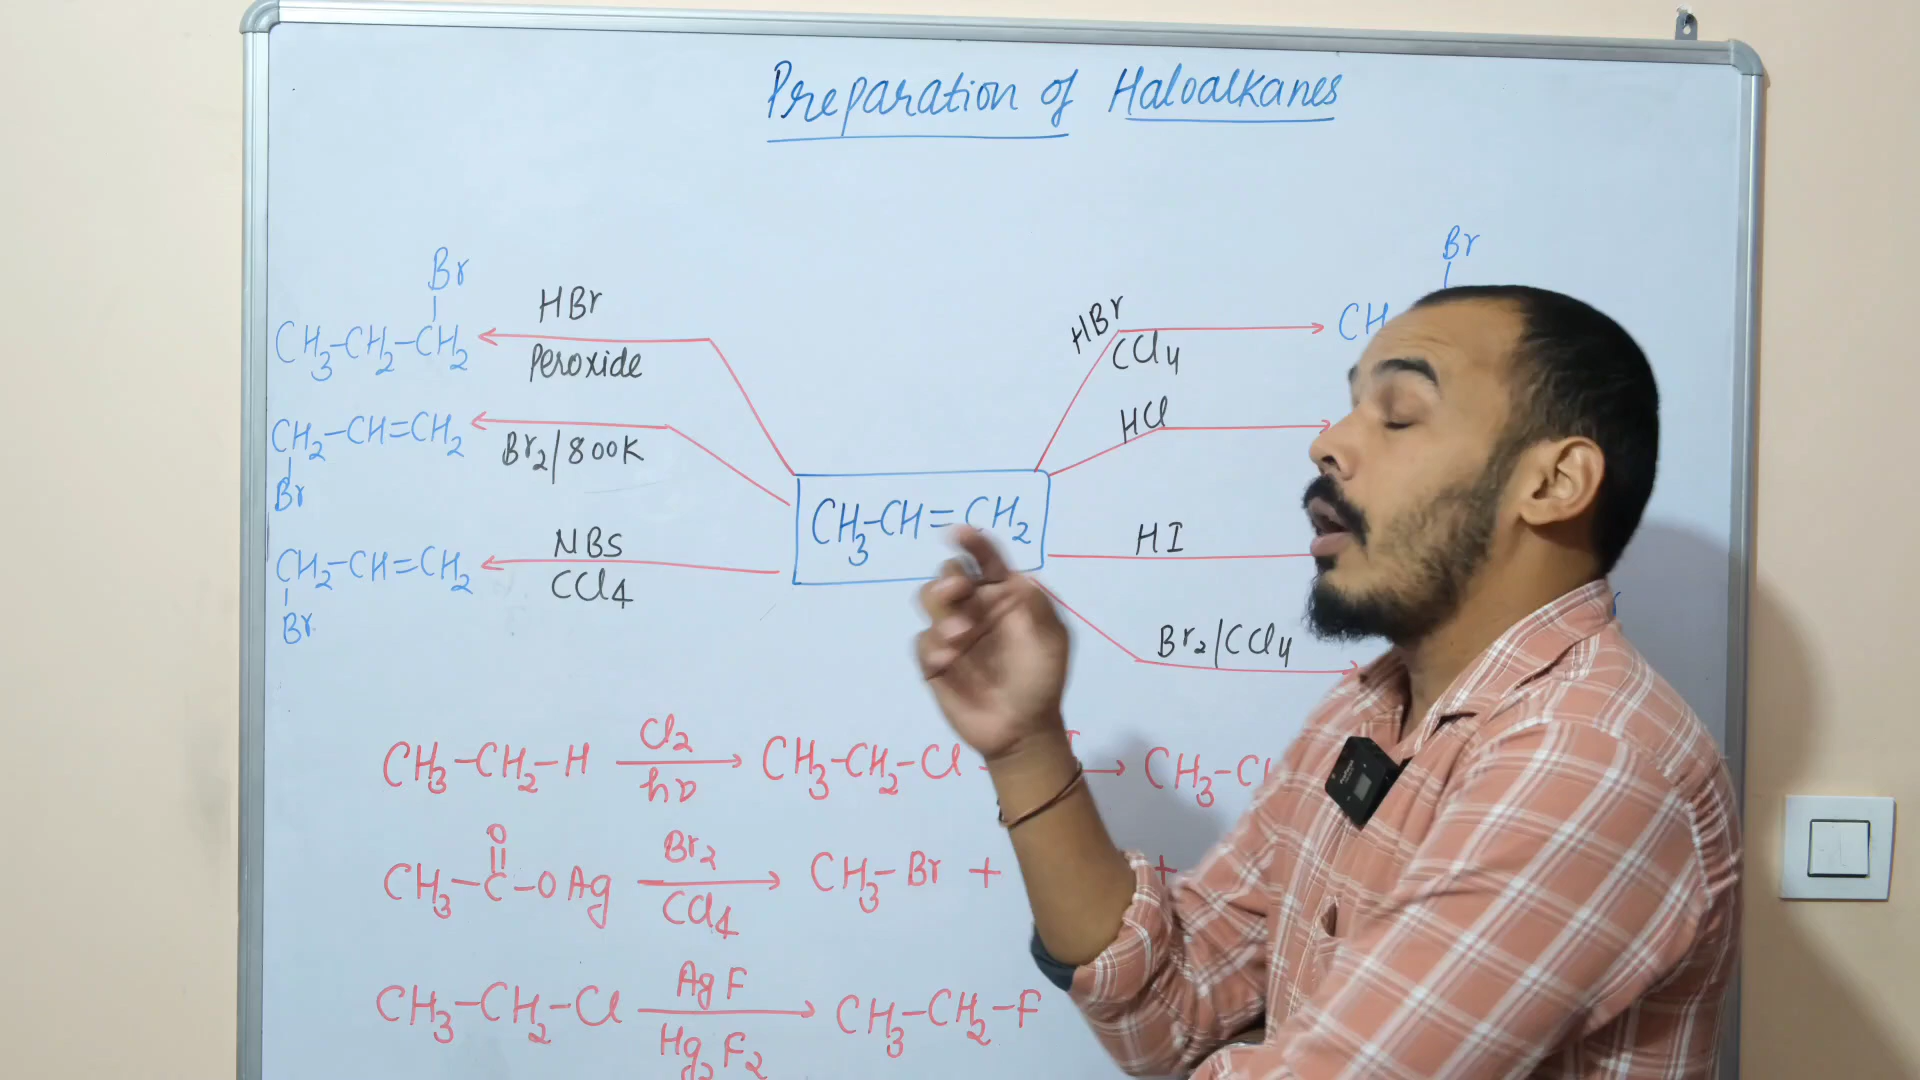 Preparation of Haloalkanes
Br
CH3-CH2-CH2
HBr
Peroxide
CH2-CH=CH2
Br
Br2/800K
CH2-CH=CH2
Br
NBS
CCl4
CH3-CH=CH2
HBr
CCl4
Br
CH
HCl
HI
Br2/CCl4
CH3-CH2-H Cl2 hν CH3-CH2-Cl
CH3-C
O
CH3-C-OAg Br2 CCl4 CH3-Br + +
CH3-CH2-Cl AgF Hg2F2 CH3-CH2-F